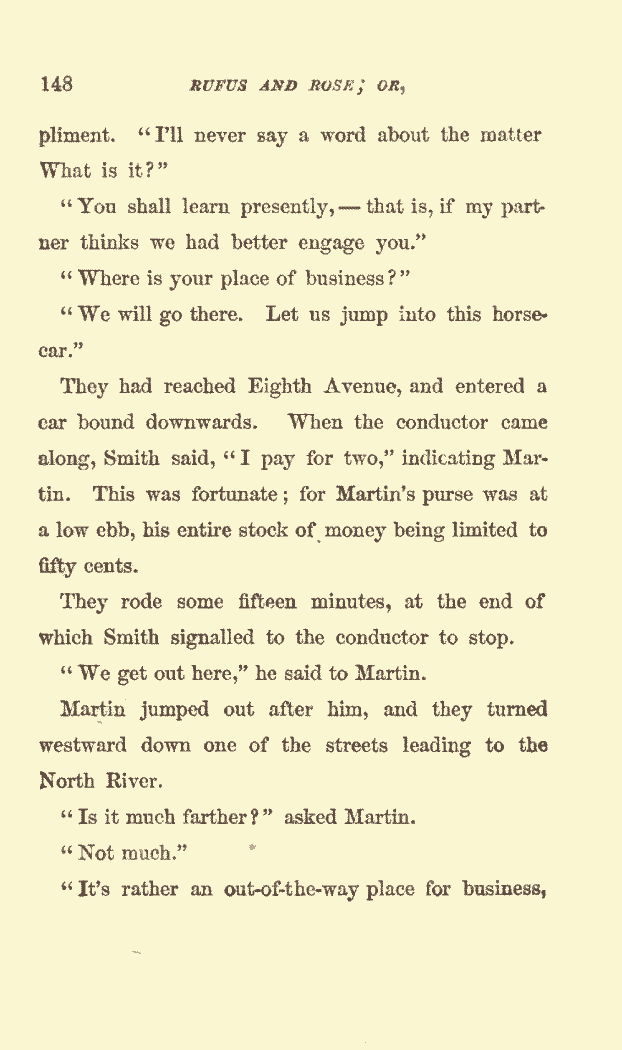 148 RUFUS AND ROSE; OR,
pliment. "I'll never say a word about the matter
What is it?"
"You shall learn presently,—that is, if my part-
ner thinks we had better engage you."
"Where is your place of business?"
"We will go there. Let us jump into this horse-
car."
They had reached Eighth Avenue, and entered a
car bound downwards. When the conductor came
along, Smith said, "I pay for two," indicating Mar-
tin. This was fortunate; for Martin's purse was at
a low ebb, his entire stock of money being limited to
fifty cents.
They rode some fifteen minutes, at the end of
which Smith signalled to the conductor to stop.
"We get out here," he said to Martin.
Martin jumped out after him, and they turned
westward down one of the streets leading to the
North River.
"Is it much farther?" asked Martin.
"Not much."
"It's rather an out-of-the-way place for business,